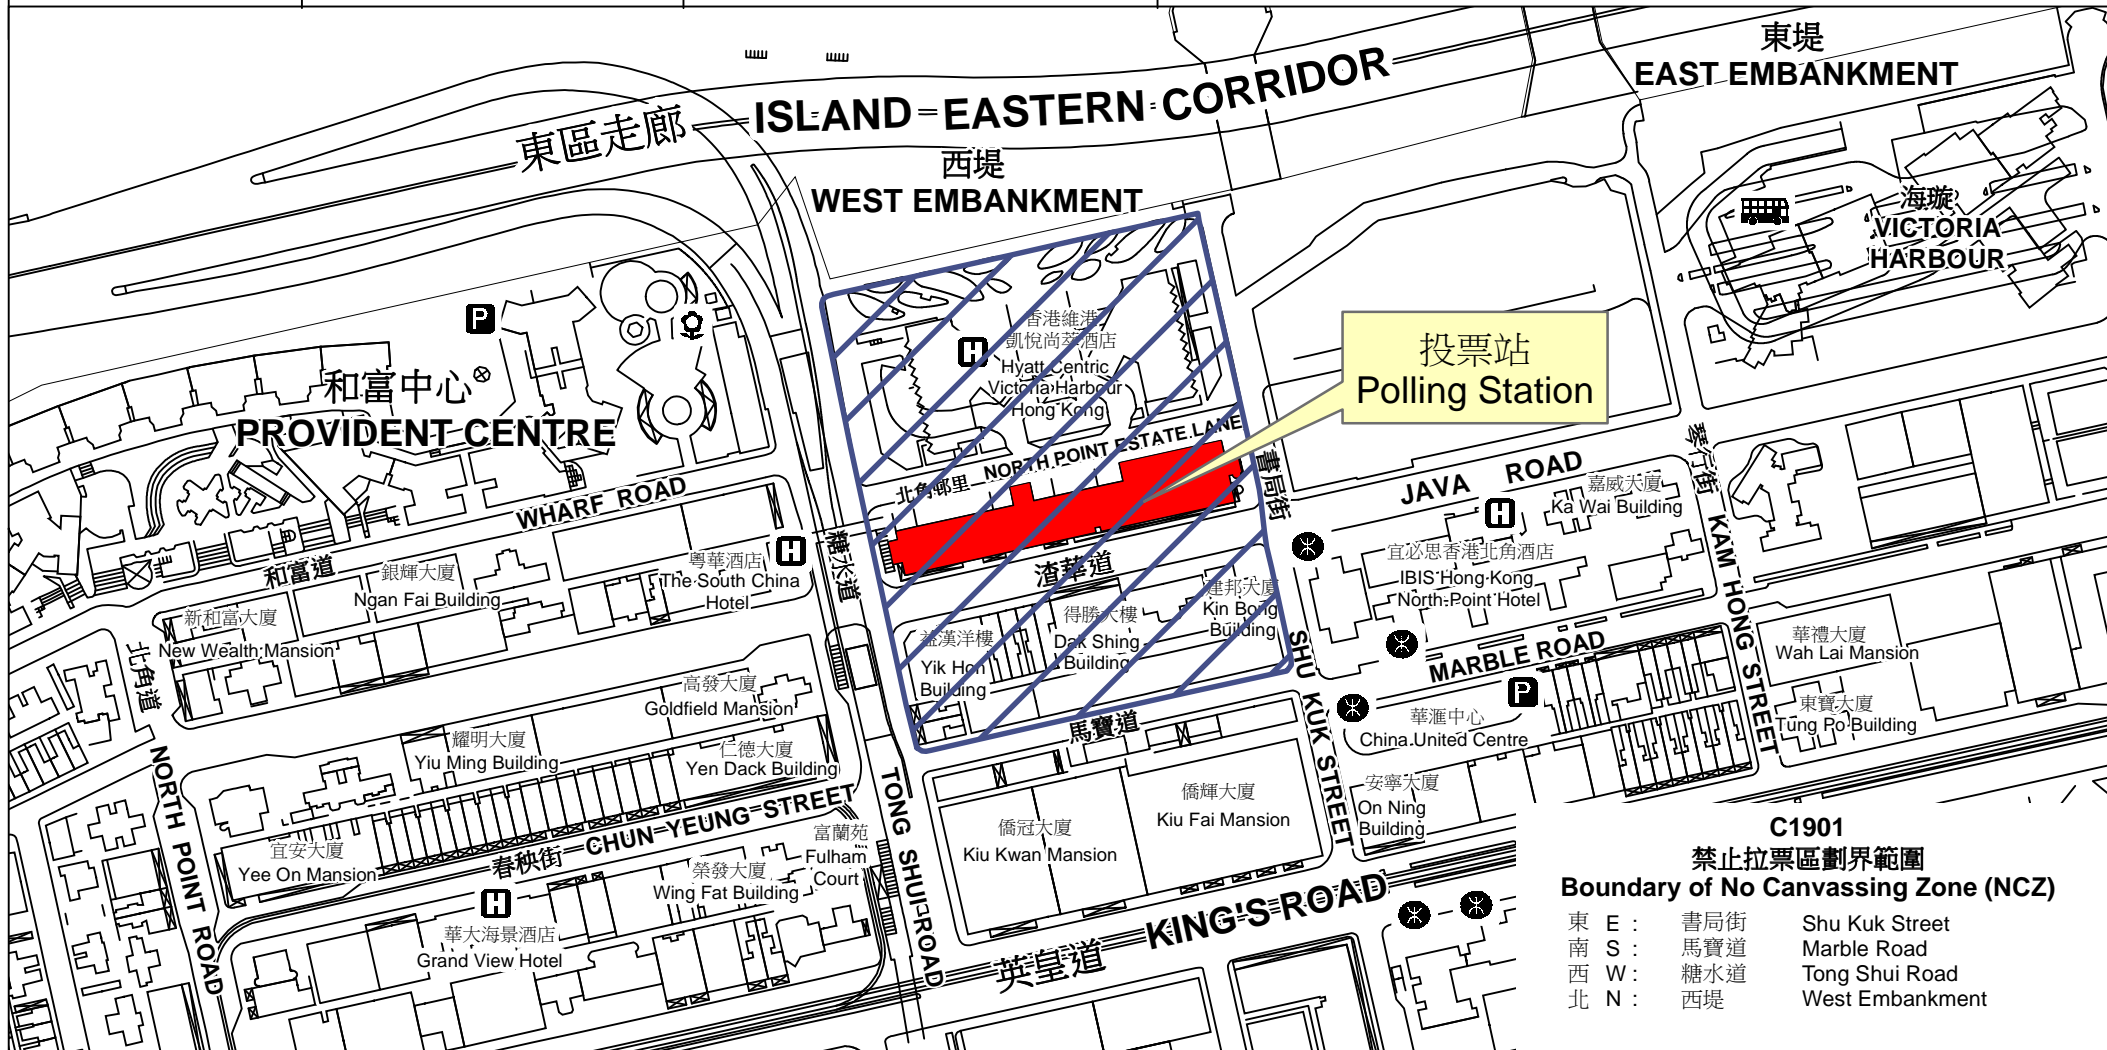 東堤
EAST EMBANKMENT
ISLAND EASTERN CORRIDOR
東區走廊
西堤
WEST EMBANKMENT
海璇
VICTORIA
HARBOUR
P
香港維港
凱悅尚萃酒店
H
Hyatt Centric
Victoria Harbour
Hong Kong
投票站
Polling Station
和富中心
PROVIDENT CENTRE
NORTH POINT ESTATE LANE
北角邨里
書局街
琴行街
JAVA ROAD
嘉威大廈
Ka Wai Building
H
WHARF ROAD
和富道
糖水道
渣華道
粵華酒店
The South China
Hotel
H
銀輝大廈
Ngan Fai Building
宜必思香港北角酒店
IBIS Hong Kong
North Point Hotel
KAM HONG STREET
新和富大廈
New Wealth Mansion
北角道
建邦大廈
Kin Bong
Building
得勝大樓
Dak Shing
Building
益漢洋樓
Yik Hon
Building
SHU KUK STREET
MARBLE ROAD
華禮大廈
Wah Lai Mansion
高發大廈
Goldfield Mansion
P
東寶大廈
Tung Po Building
馬寶道
華滙中心
China United Centre
耀明大廈
Yiu Ming Building
仁德大廈
Yen Dack Building
NORTH POINT ROAD
TONG SHUI ROAD
CHUN YEUNG STREET
春秧街
安寧大廈
On Ning
Building
僑輝大廈
Kiu Fai Mansion
僑冠大廈
Kiu Kwan Mansion
富蘭苑
Fulham
Court
宜安大廈
Yee On Mansion
榮發大廈
Wing Fat Building
H
華大海景酒店
Grand View Hotel
KING'S ROAD
英皇道
C1901
禁止拉票區劃界範圍
Boundary of No Canvassing Zone (NCZ)
東 E : 書局街 Shu Kuk Street
南 S : 馬寶道 Marble Road
西 W : 糖水道 Tong Shui Road
北 N : 西堤 West Embankment